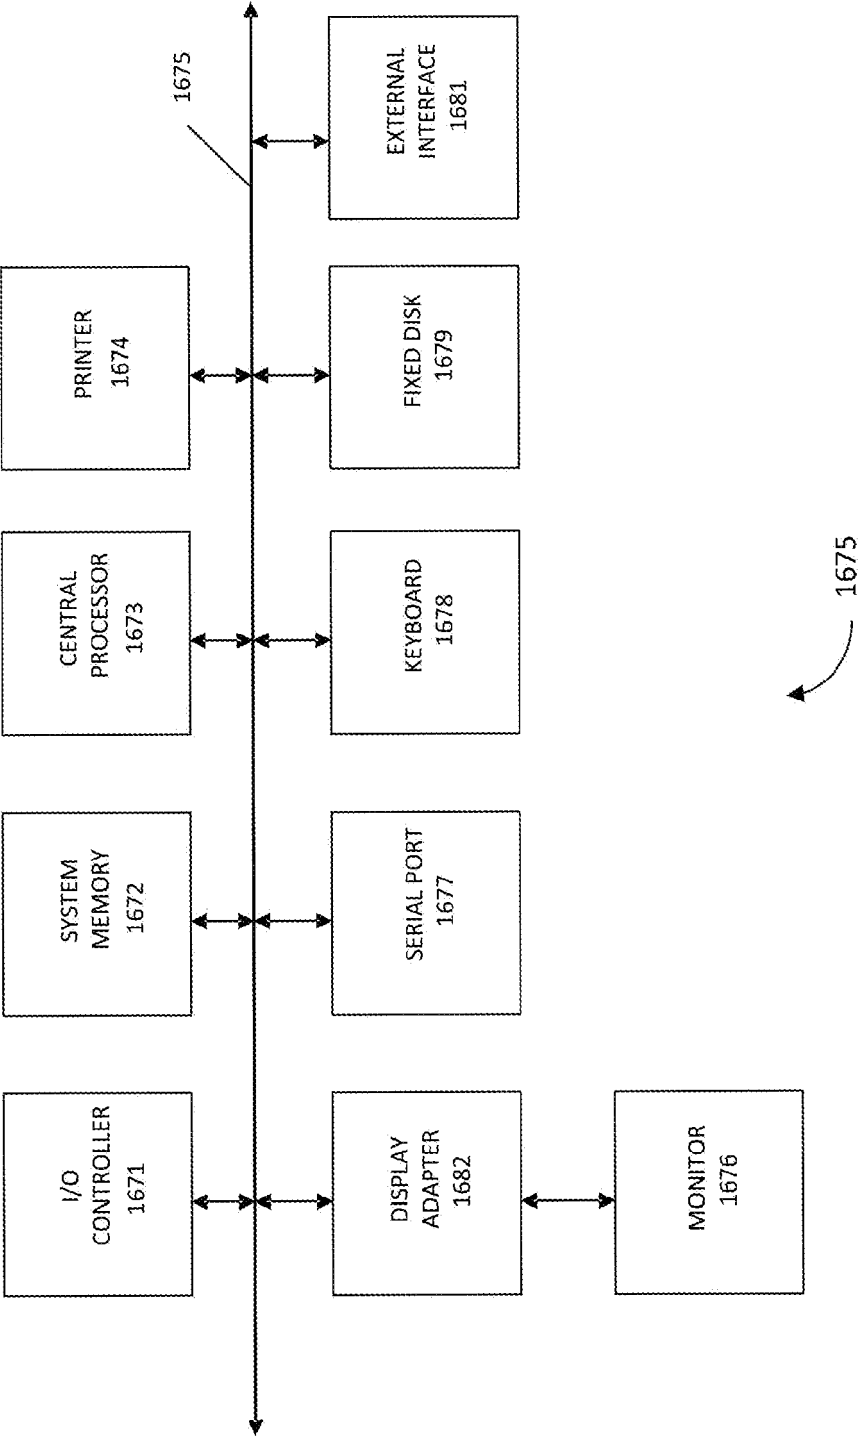 I/O
CONTROLLER
1671
SYSTEM
MEMORY
1672
CENTRAL
PROCESSOR
1673
PRINTER
1674
1675
DISPLAY
ADAPTER
1682
SERIAL PORT
1677
KEYBOARD
1678
FIXED DISK
1679
EXTERNAL
INTERFACE
1681
MONITOR
1676
1675